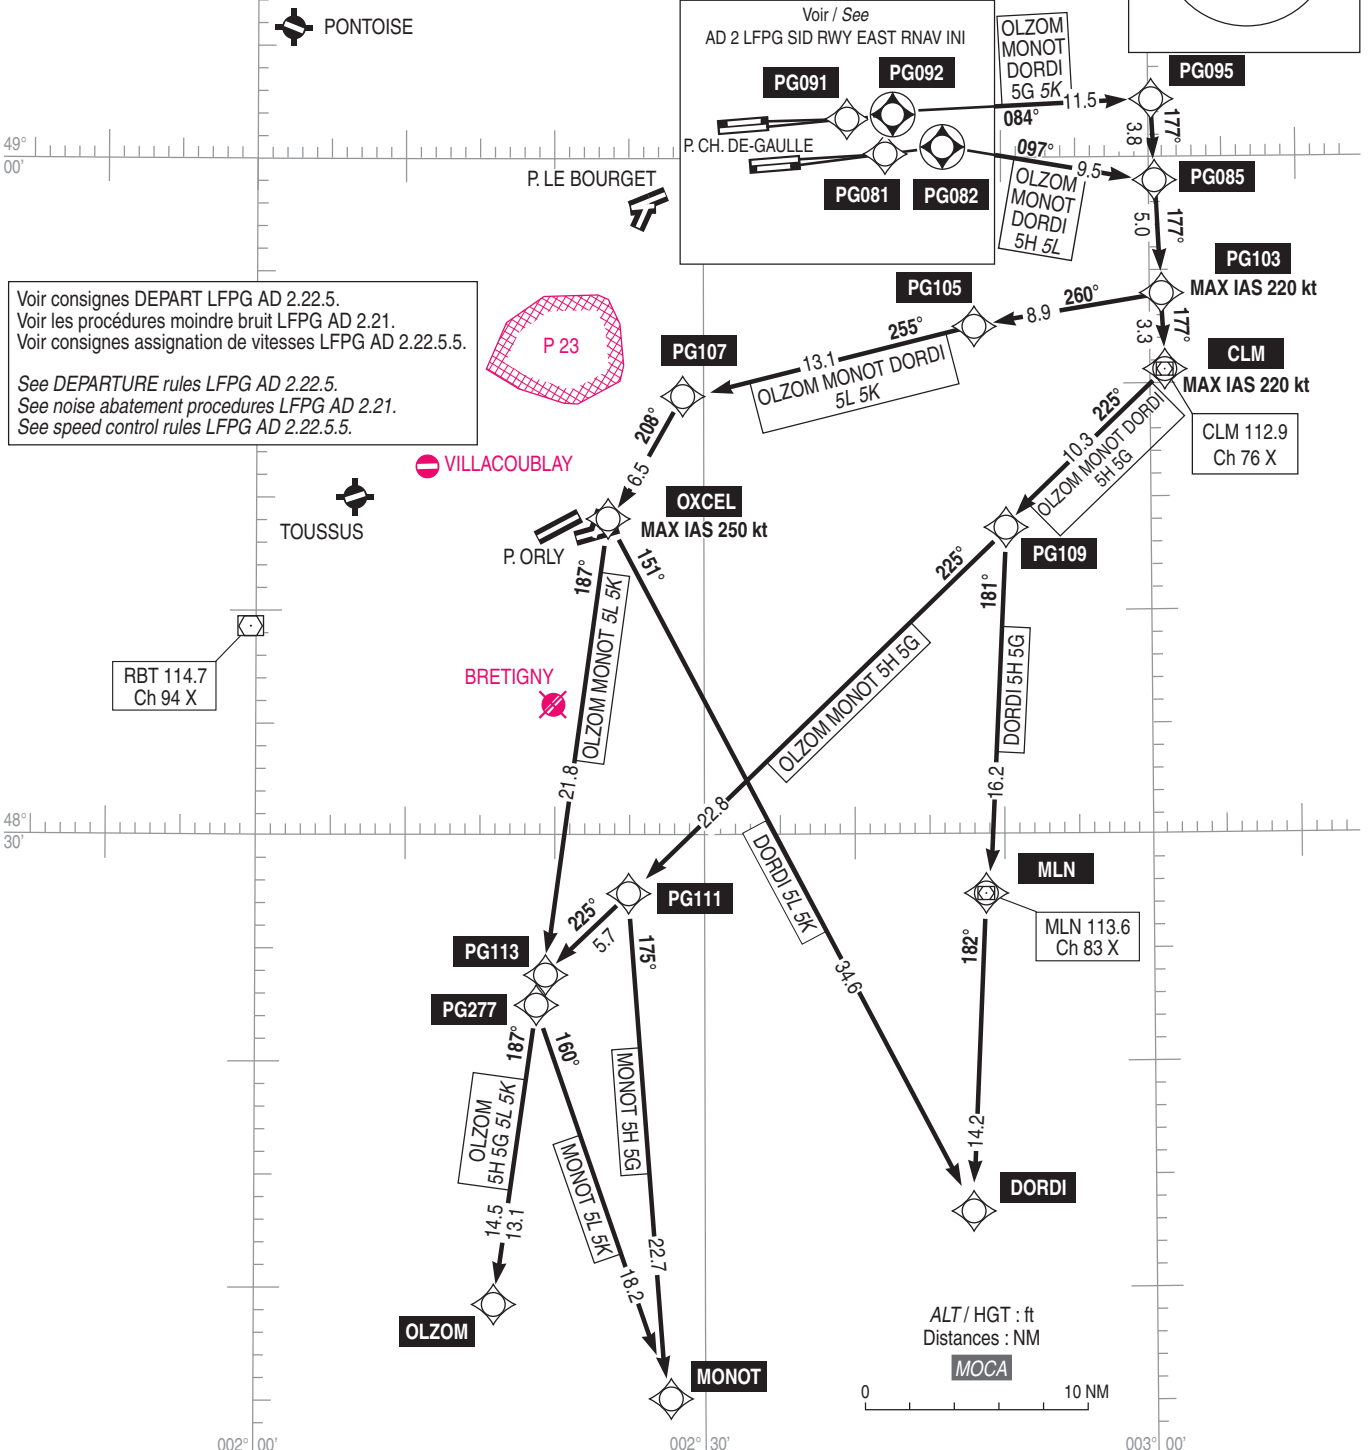 PONTOISE
Voir / See
AD 2 LFPG SID RWY EAST RNAV INI
PG091
PG092
P. CH. DE-GAULLE
PG081
PG082
OLZOM
MONOT
DORDI
5G 5K
11.5
084°
PG095
177°
3.8
097°
9.5
OLZOM
MONOT
DORDI
5H 5L
PG085
49°
00'
P. LE BOURGET
5.0
177°
PG103
MAX IAS 220 kt
PG105
260°
8.9
177°
3.3
CLM
MAX IAS 220 kt
CLM 112.9
Ch 76 X
Voir consignes DEPART LFPG AD 2.22.5.
Voir les procédures moindre bruit LFPG AD 2.21.
Voir consignes assignation de vitesses LFPG AD 2.22.5.5.
See DEPARTURE rules LFPG AD 2.22.5.
See noise abatement procedures LFPG AD 2.21.
See speed control rules LFPG AD 2.22.5.5.
P 23
PG107
255°
13.1
OLZOM MONOT DORDI
5L 5K
225°
10.3
OLZOM MONOT DORDI
5H 5G
208°
6.5
VILLACOUBLAY
TOUSSUS
OXCEL
MAX IAS 250 kt
P. ORLY
PG109
187°
151°
225°
181°
OLZOM MONOT 5L 5K
OLZOM MONOT 5H 5G
DORDI 5H 5G
RBT 114.7
Ch 94 X
BRETIGNY
21.8
22.8
16.2
48°
30'
DORDI 5L 5K
34.6
MLN
MLN 113.6
Ch 83 X
PG111
225°
5.7
175°
182°
PG113
PG277
187°
160°
OLZOM
5H 5G 5L 5K
MONOT 5L 5K
MONOT 5H 5G
14.2
DORDI
14.5
13.1
18.2
22.7
OLZOM
MONOT
ALT / HGT : ft
Distances : NM
MOCA
0
10 NM
002° 00'
002° 30'
003° 00'